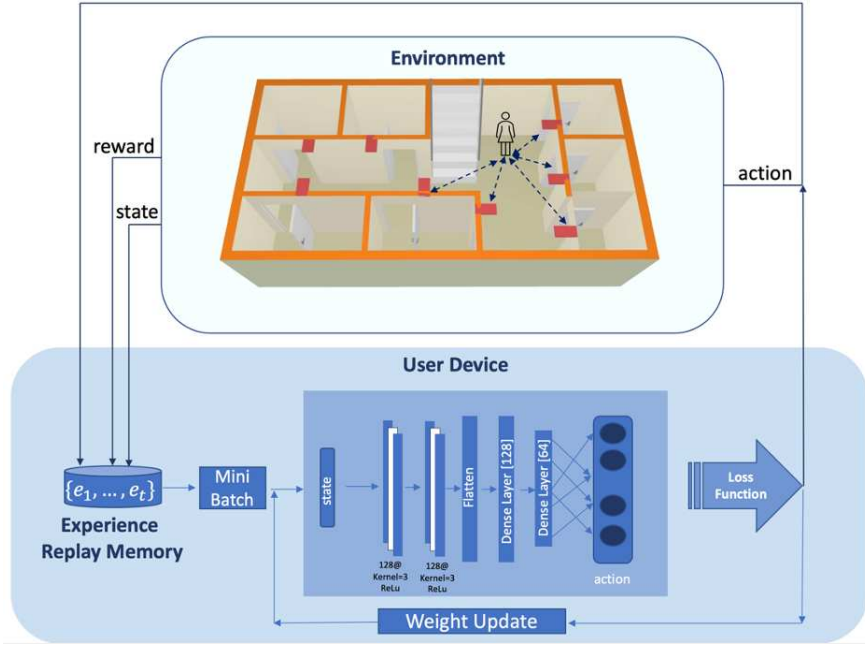 Environment
reward
action
state
User Device
{e₁, ..., eₜ}
Experience
Replay Memory
Mini
Batch
state
128@
Kernel=3
ReLu
128@
Kernel=3
ReLu
Flatten
Dense Layer [128]
Dense Layer [64]
action
Loss
Function
Weight Update